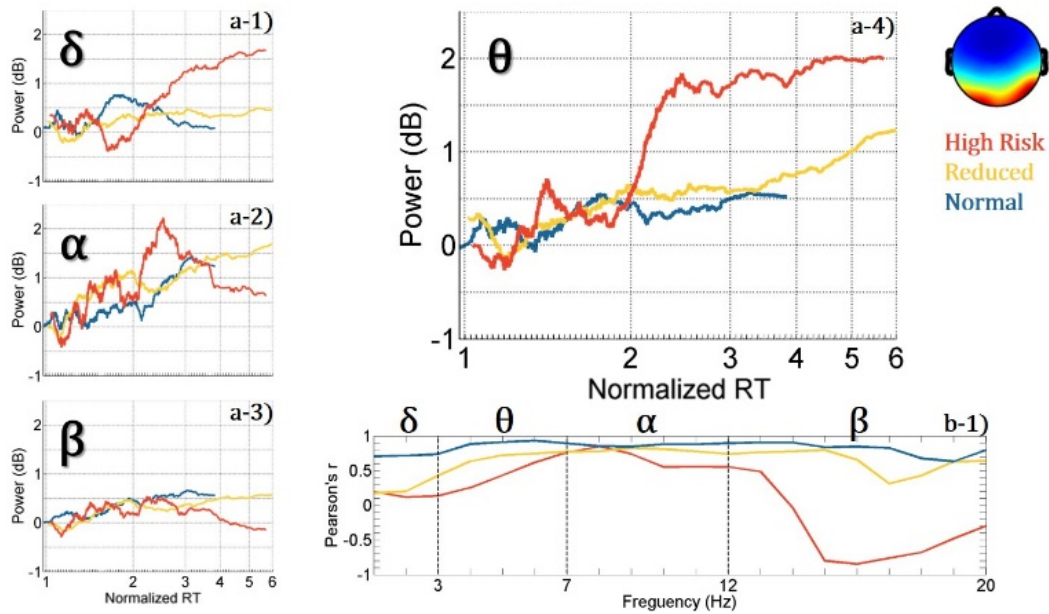 a-1)
δ
Power (dB)
2
1
0
-1
a-2)
α
Power (dB)
2
1
0
-1
a-3)
β
Power (dB)
2
1
0
-1
1 2 3 4 5 6
Normalized RT
a-4)
θ
Power (dB)
2
1
0
-1
1 2 3 4 5 6
Normalized RT
High Risk
Reduced
Normal
δ θ α β b-1)
Pearson's r
1
0.5
0
-0.5
-1
3 7 12 20
Freguency (Hz)